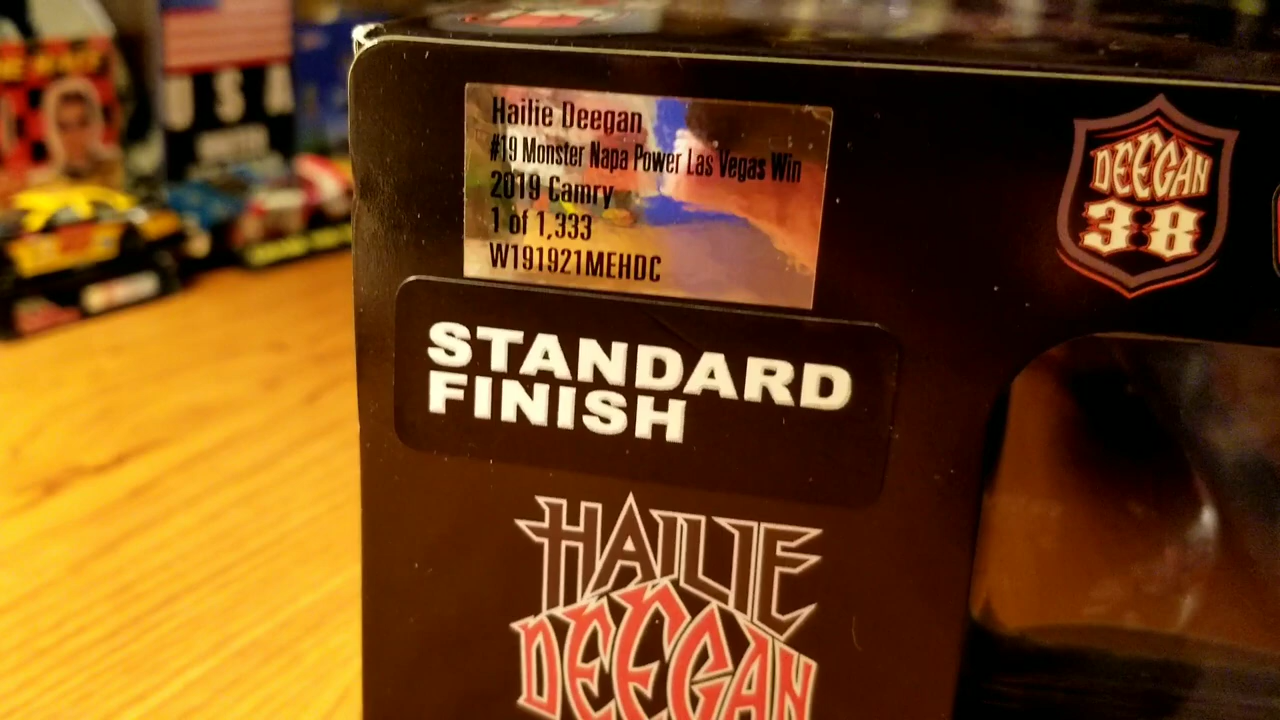 USA
Hailie Deegan
#19 Monster Napa Power Las Vegas Win
2019 Camry
1 of 1,333
W191921MEHDC
DEEGAN
38
STANDARD
FINISH
HAILIE
DEEGAN